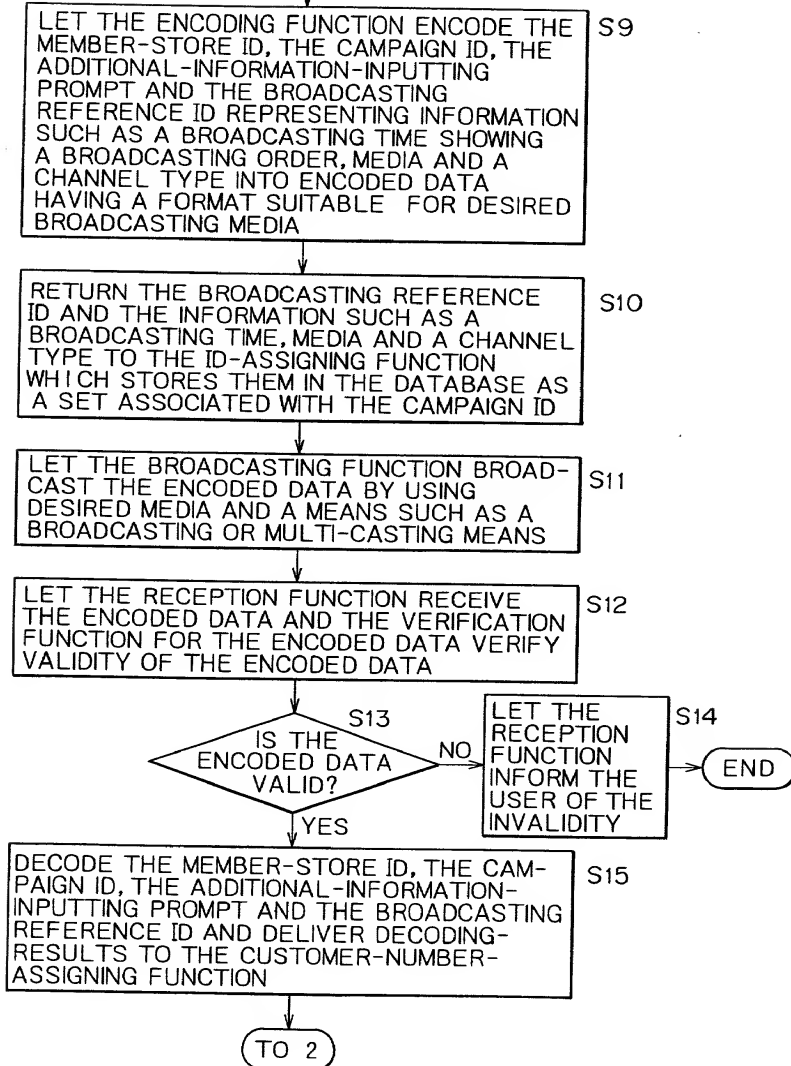 LET THE ENCODING FUNCTION ENCODE THE
MEMBER-STORE ID, THE CAMPAIGN ID, THE
ADDITIONAL-INFORMATION-INPUTTING
PROMPT AND THE BROADCASTING
REFERENCE ID REPRESENTING INFORMATION
SUCH AS A BROADCASTING TIME SHOWING
A BROADCASTING ORDER, MEDIA AND A
CHANNEL TYPE INTO ENCODED DATA
HAVING A FORMAT SUITABLE FOR DESIRED
BROADCASTING MEDIA
S9
RETURN THE BROADCASTING REFERENCE
ID AND THE INFORMATION SUCH AS A
BROADCASTING TIME, MEDIA AND A CHANNEL
TYPE TO THE ID-ASSIGNING FUNCTION
WHICH STORES THEM IN THE DATABASE AS
A SET ASSOCIATED WITH THE CAMPAIGN ID
S10
LET THE BROADCASTING FUNCTION BROAD-
CAST THE ENCODED DATA BY USING
DESIRED MEDIA AND A MEANS SUCH AS A
BROADCASTING OR MULTI-CASTING MEANS
S11
LET THE RECEPTION FUNCTION RECEIVE
THE ENCODED DATA AND THE VERIFICATION
FUNCTION FOR THE ENCODED DATA VERIFY
VALIDITY OF THE ENCODED DATA
S12
S13
IS THE
ENCODED DATA
VALID?
NO
YES
LET THE
RECEPTION
FUNCTION
INFORM THE
USER OF THE
INVALIDITY
S14
END
DECODE THE MEMBER-STORE ID, THE CAM-
PAIGN ID, THE ADDITIONAL-INFORMATION-
INPUTTING PROMPT AND THE BROADCASTING
REFERENCE ID AND DELIVER DECODING-
RESULTS TO THE CUSTOMER-NUMBER-
ASSIGNING FUNCTION
S15
TO 2